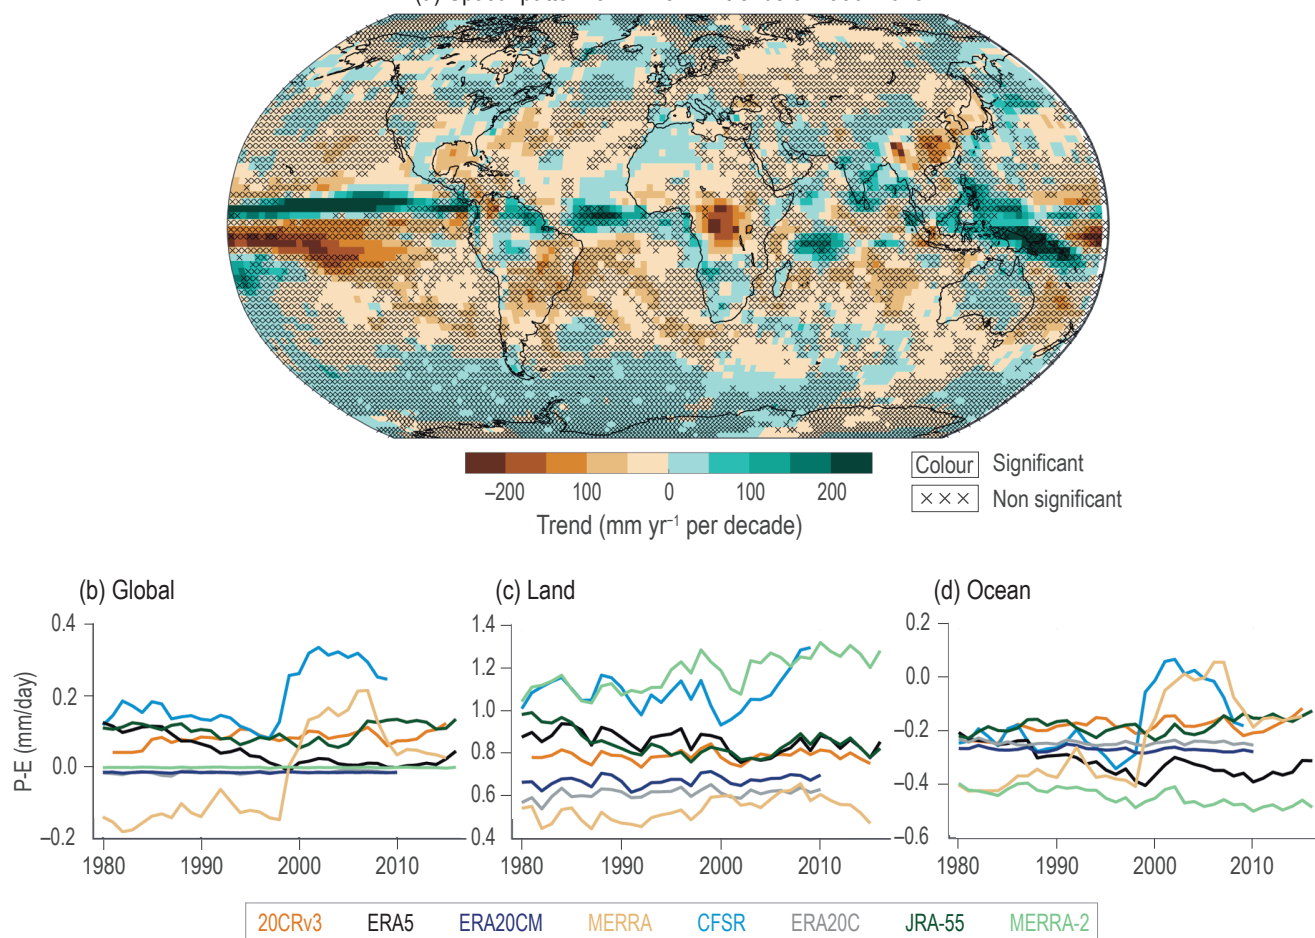 −200 100 0 100 200
Trend (mm yr⁻¹ per decade)
Colour Significant
××× Non significant
(b) Global
(c) Land
(d) Ocean
P-E (mm/day)
0.4
0.2
0.0
−0.2
1980 1990 2000 2010
1.4
1.2
1.0
0.8
0.6
0.4
1980 1990 2000 2010
0.2
0.0
−0.2
−0.4
−0.6
1980 1990 2000 2010
20CRv3 ERA5 ERA20CM MERRA CFSR ERA20C JRA-55 MERRA-2